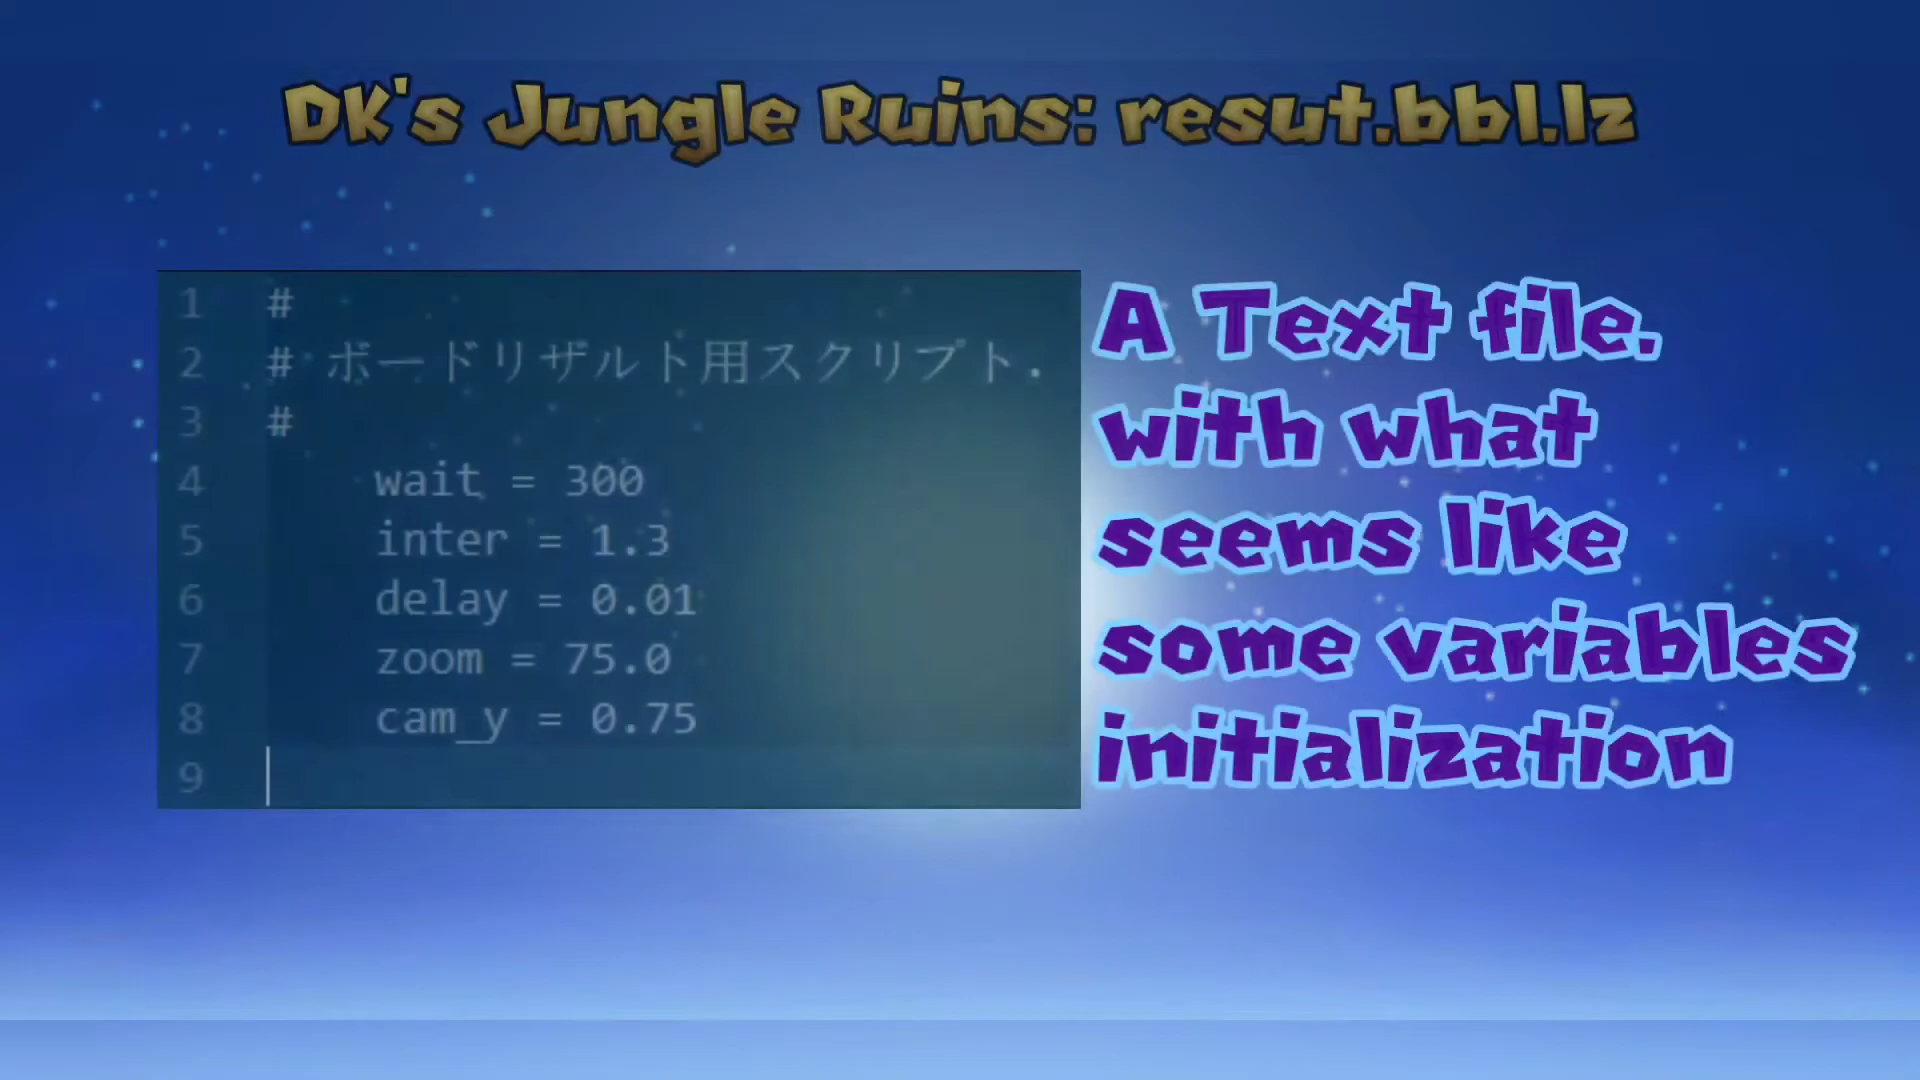 DK's Jungle Ruins: resut.bbl.lz
1 #
2 # ボードリザルト用スクリプト.
3 #
4 wait = 300
5 inter = 1.3
6 delay = 0.01
7 zoom = 75.0
8 cam_y = 0.75
9
A Text file.
with what
seems like
some variables
initialization